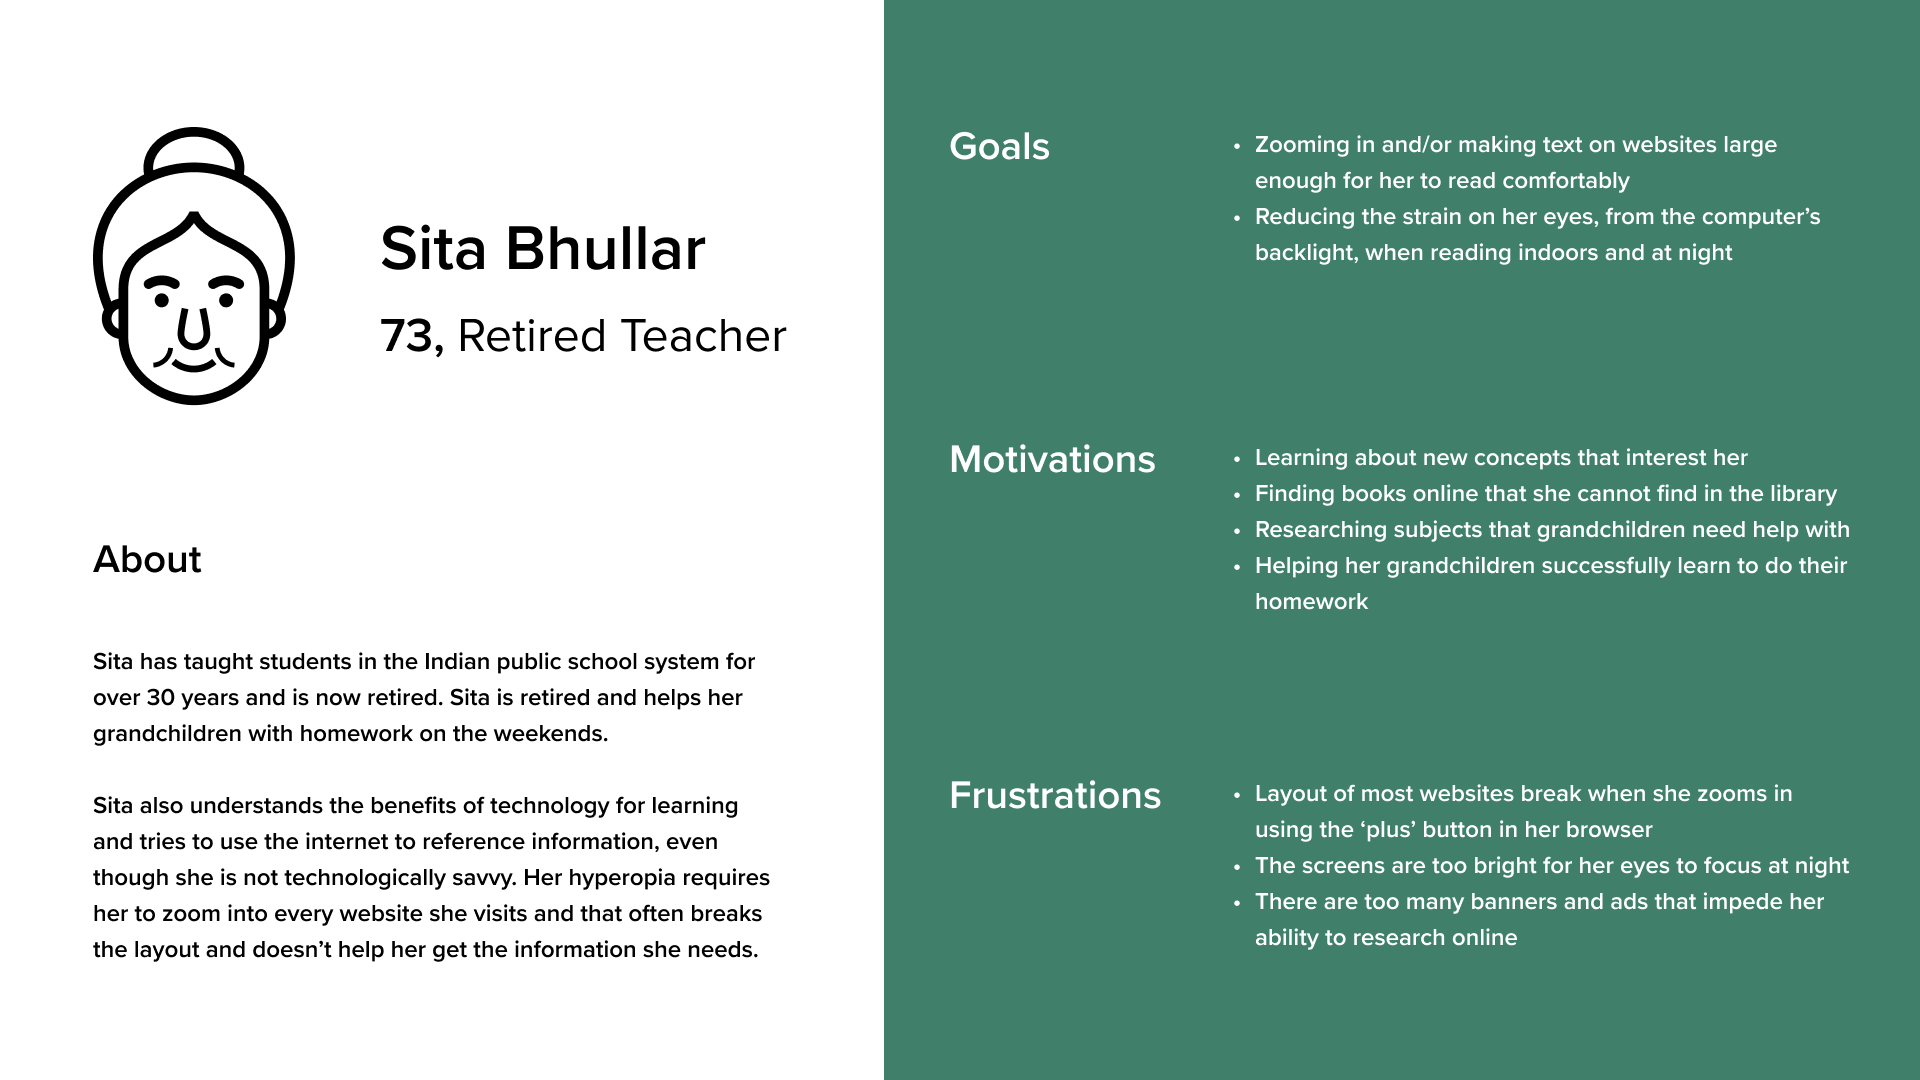 Sita Bhullar
73, Retired Teacher
About
Sita has taught students in the Indian public school system for
over 30 years and is now retired. Sita is retired and helps her
grandchildren with homework on the weekends.
Sita also understands the benefits of technology for learning
and tries to use the internet to reference information, even
though she is not technologically savvy. Her hyperopia requires
her to zoom into every website she visits and that often breaks
the layout and doesn’t help her get the information she needs.
Goals
• Zooming in and/or making text on websites large
enough for her to read comfortably
• Reducing the strain on her eyes, from the computer’s
backlight, when reading indoors and at night
Motivations
• Learning about new concepts that interest her
• Finding books online that she cannot find in the library
• Researching subjects that grandchildren need help with
• Helping her grandchildren successfully learn to do their
homework
Frustrations
• Layout of most websites break when she zooms in
using the ‘plus’ button in her browser
• The screens are too bright for her eyes to focus at night
• There are too many banners and ads that impede her
ability to research online